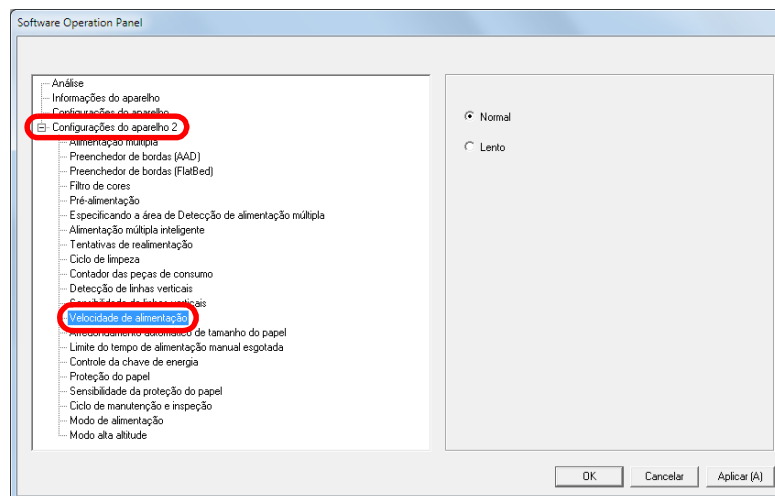 Software Operation Panel
Análise
Informações do aparelho
Configurações do aparelho
Configurações do aparelho 2
Alimentação múltipla
Preenchedor de bordas (AAD)
Preenchedor de bordas (FlatBed)
Filtro de cores
Pré-alimentação
Especificando a área de Detecção de alimentação múltipla
Alimentação múltipla inteligente
Tentativas de realimentação
Ciclo de limpeza
Contador das peças de consumo
Detecção de linhas verticais
Sensibilidade de linhas verticais
Velocidade de alimentação
Arredondamento automático de tamanho do papel
Limite do tempo de alimentação manual esgotada
Controle da chave de energia
Proteção do papel
Sensibilidade da proteção do papel
Ciclo de manutenção e inspeção
Modo de alimentação
Modo alta altitude
Normal
Lento
OK Cancelar Aplicar (A)